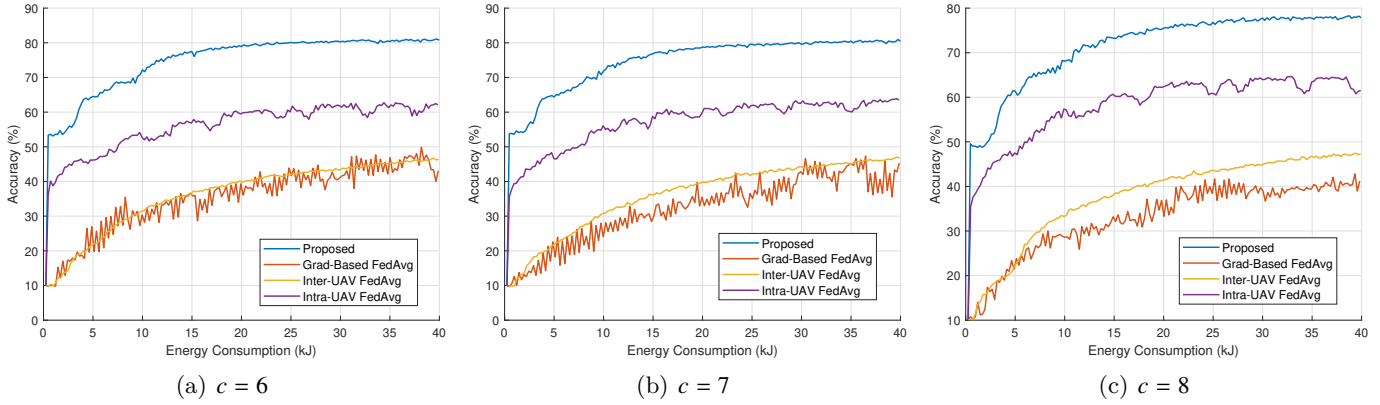 90
80
70
60
50
40
30
20
10
0
Accuracy (%)
0 5 10 15 20 25 30 35 40
Energy Consumption (kJ)
Proposed
Grad-Based FedAvg
Inter-UAV FedAvg
Intra-UAV FedAvg
(a) c = 6
90
80
70
60
50
40
30
20
10
0
Accuracy (%)
0 5 10 15 20 25 30 35 40
Energy Consumption (kJ)
Proposed
Grad-Based FedAvg
Inter-UAV FedAvg
Intra-UAV FedAvg
(b) c = 7
80
70
60
50
40
30
20
10
Accuracy (%)
0 5 10 15 20 25 30 35 40
Energy Consumption (kJ)
Proposed
Grad-Based FedAvg
Inter-UAV FedAvg
Intra-UAV FedAvg
(c) c = 8